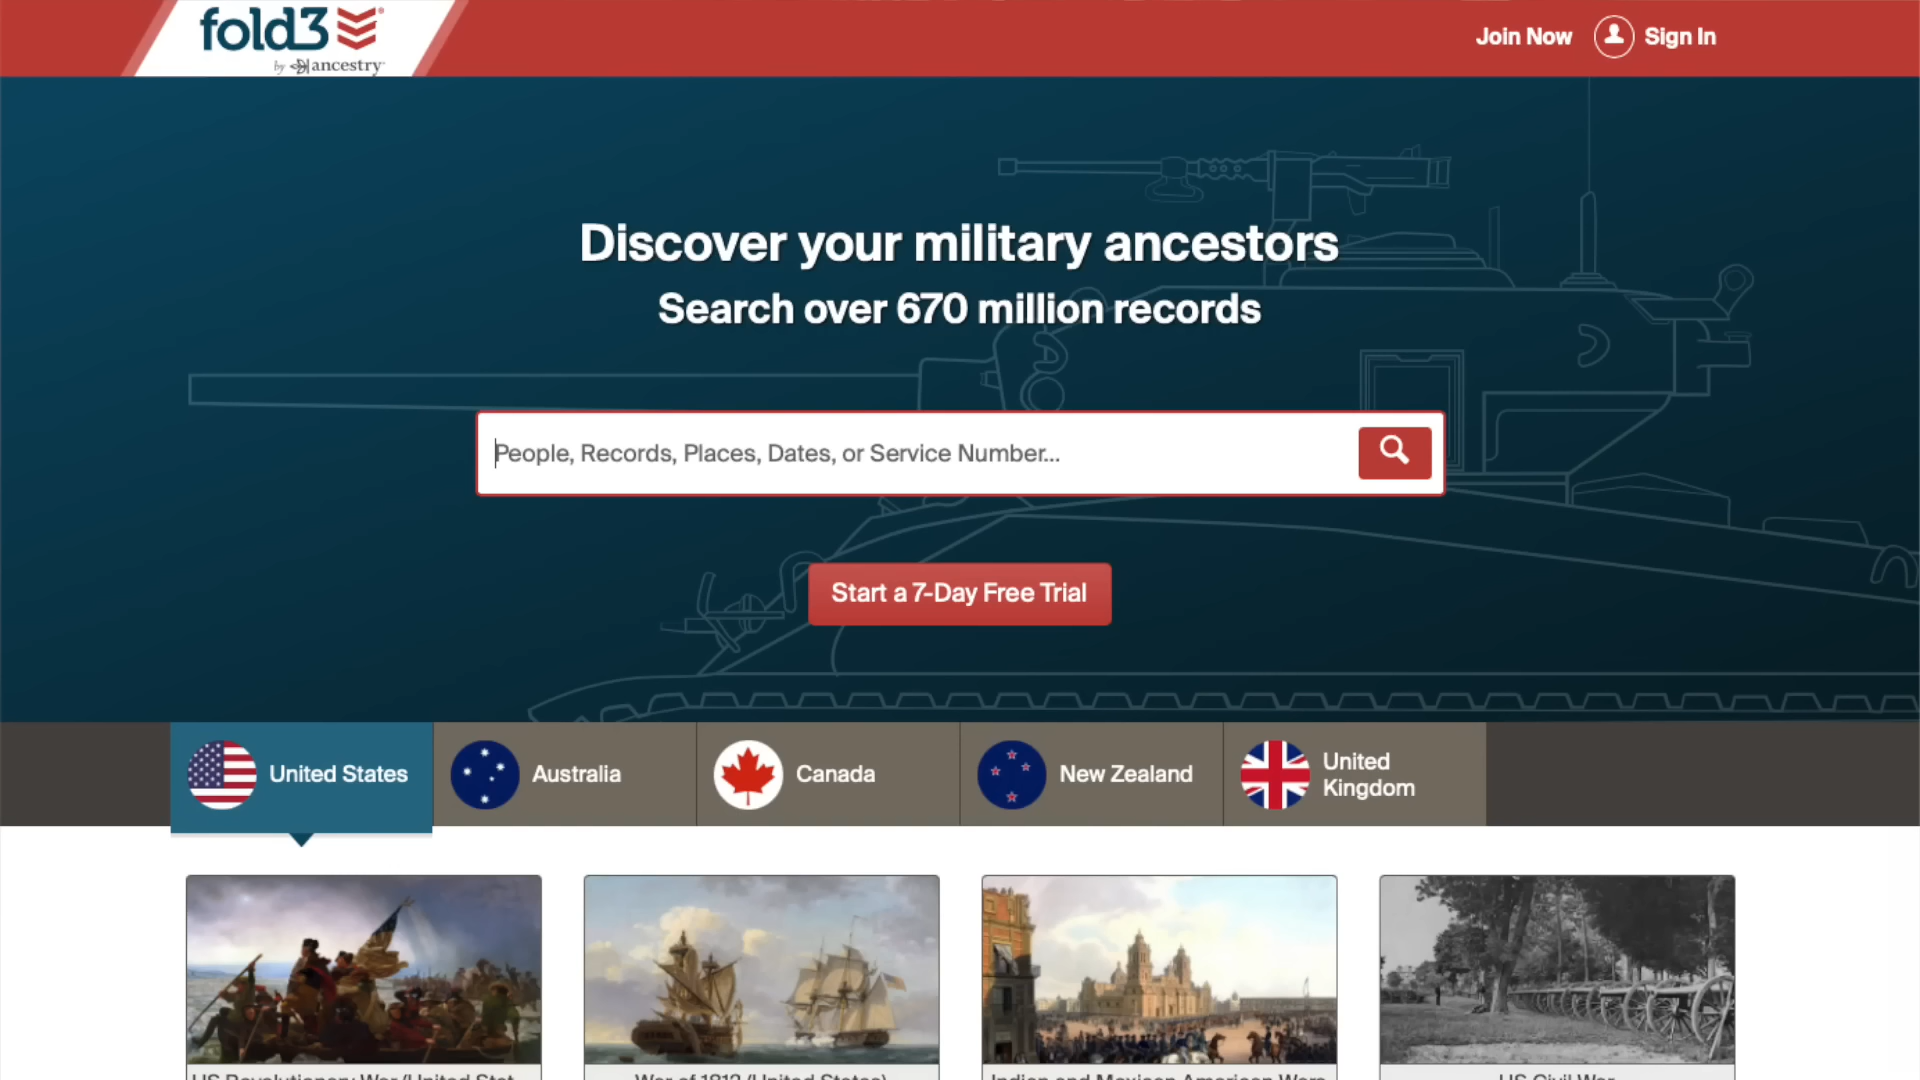 fold3
by ancestry
Join Now
Sign In
Discover your military ancestors
Search over 670 million records
People, Records, Places, Dates, or Service Number...
Start a 7-Day Free Trial
United States
Australia
Canada
New Zealand
United
Kingdom
US Revolutionary War (United Stat
War of 1812 (United States)
Indian and Mexican American Wars
US Civil War